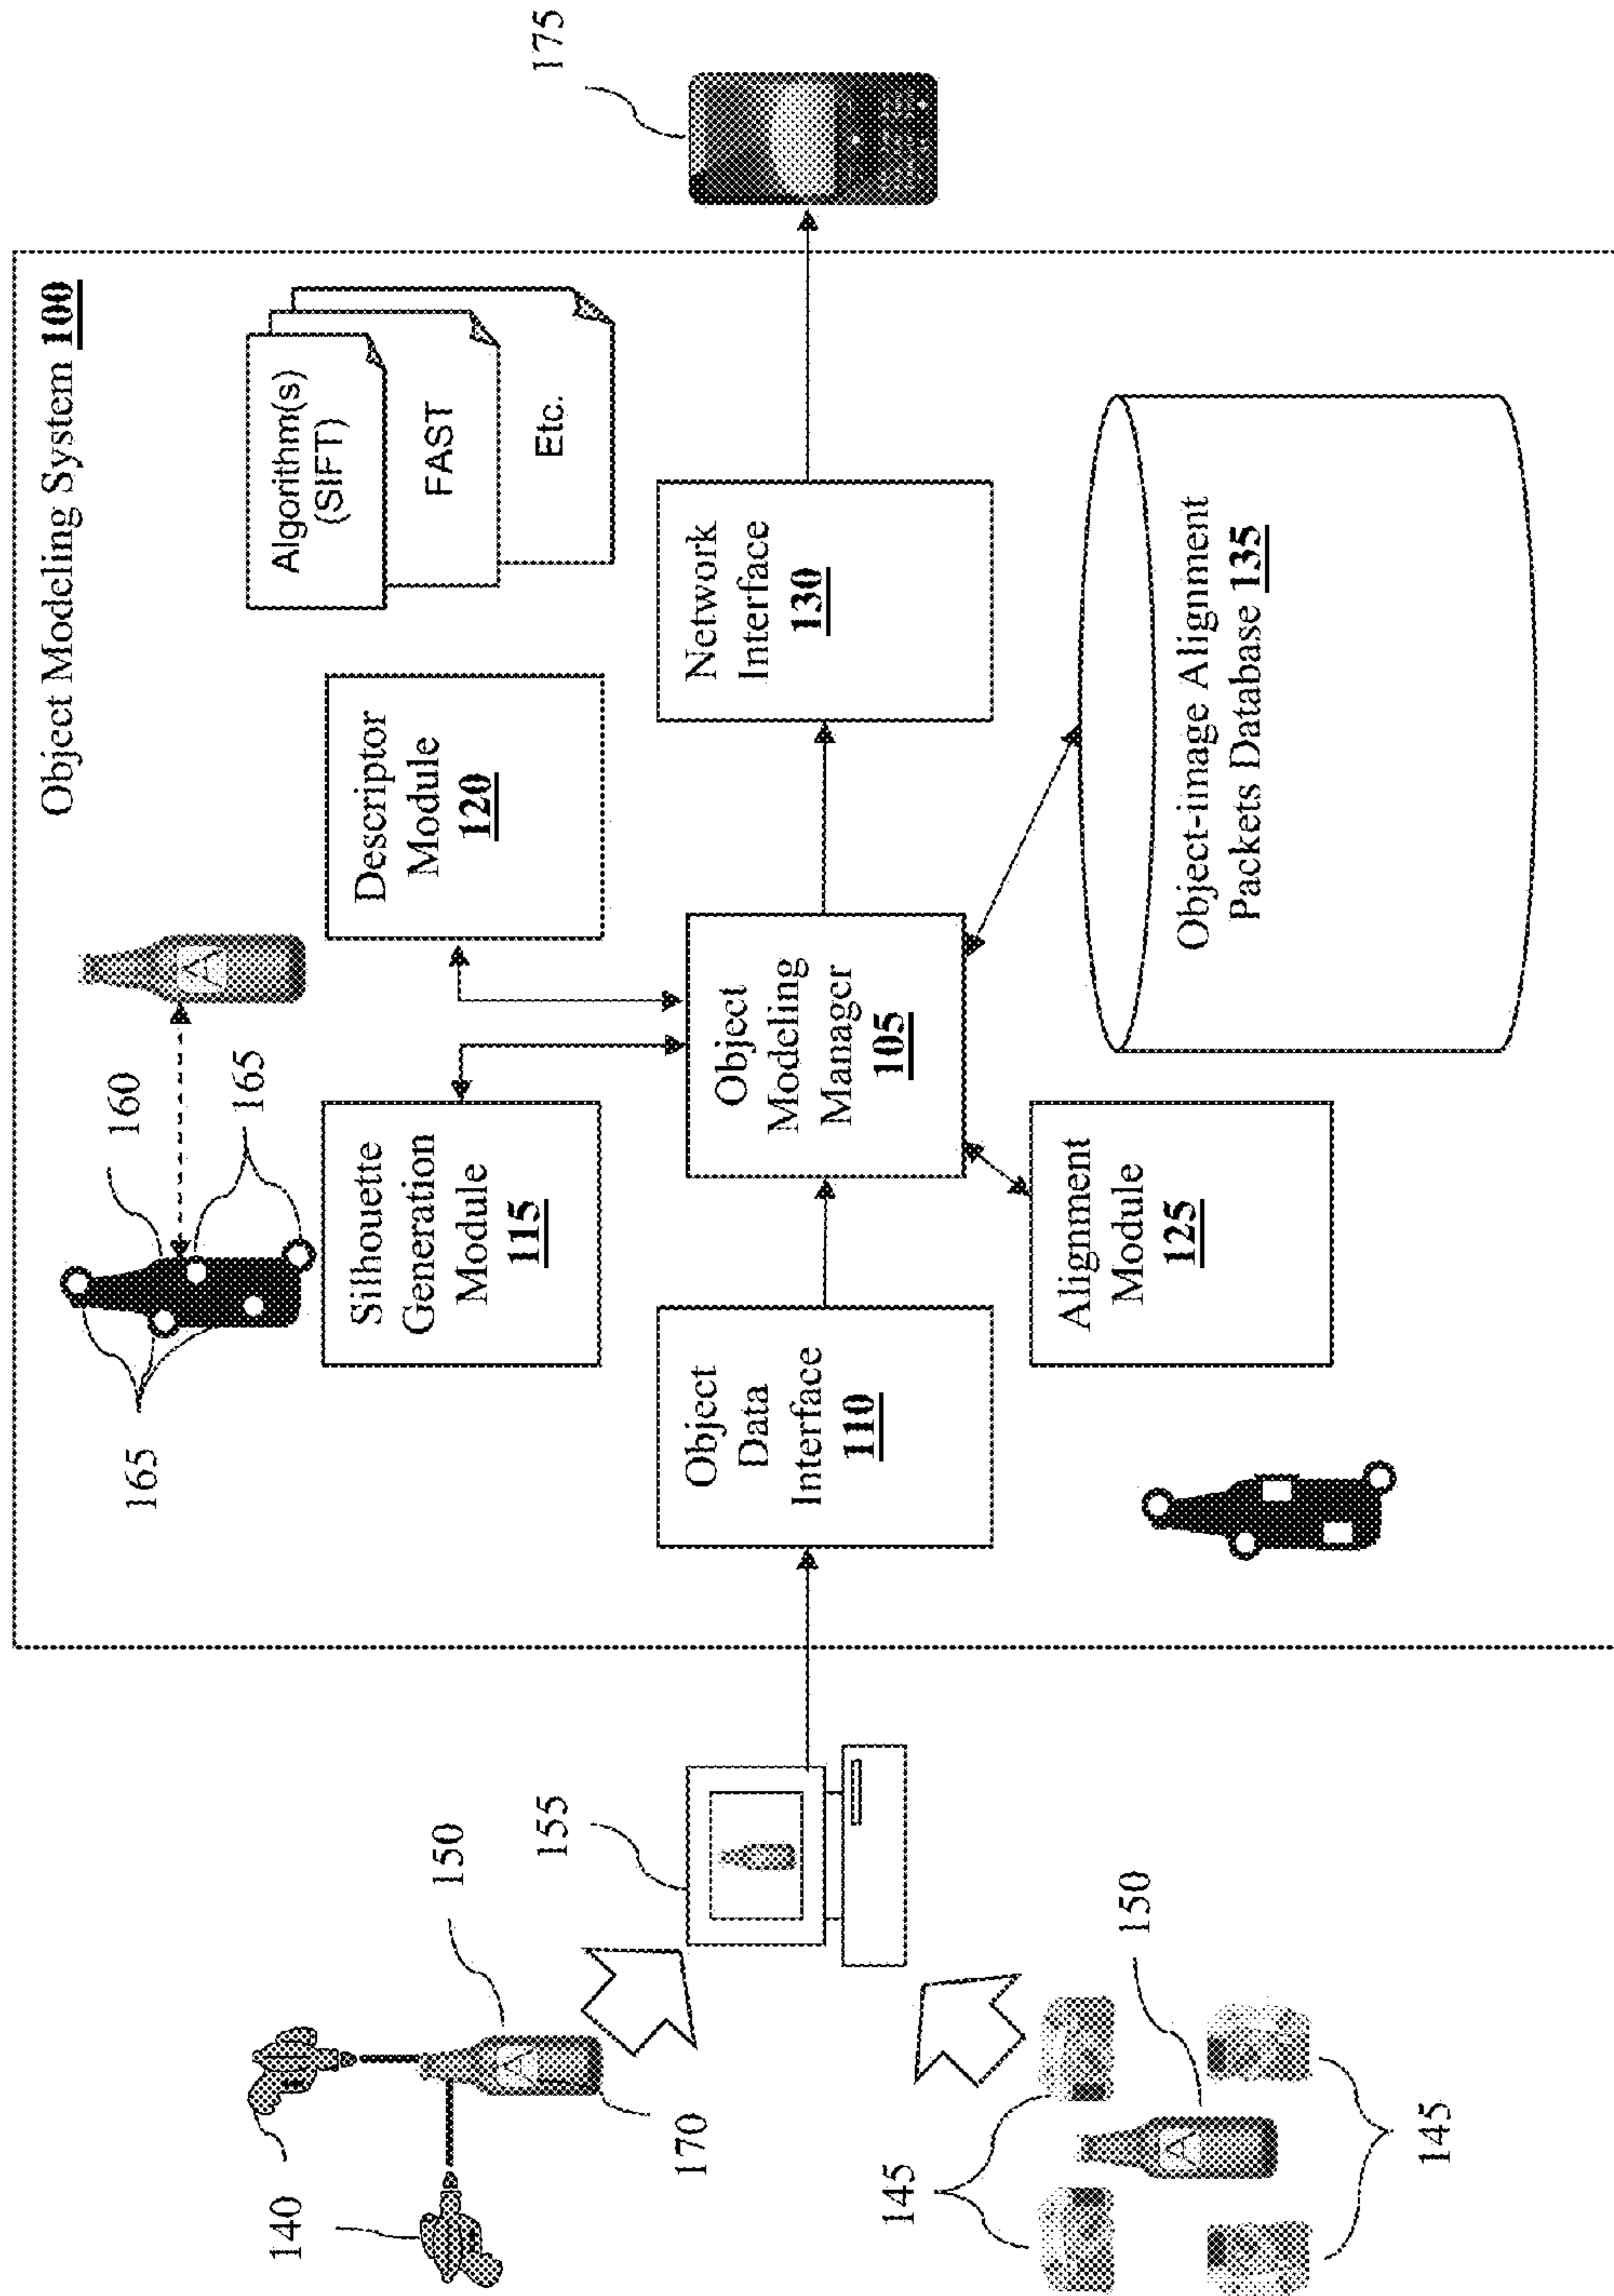 Object Modeling System 100
Algorithm(s)
(SIFT)
FAST
Etc.
160
165
165
Silhouette
Generation
Module
115
Descriptor
Module
120
140
150
170
155
Object
Data
Interface
110
Object
Modeling
Manager
105
Network
Interface
130
175
145
150
145
Alignment
Module
125
Object-image Alignment
Packets Database 135